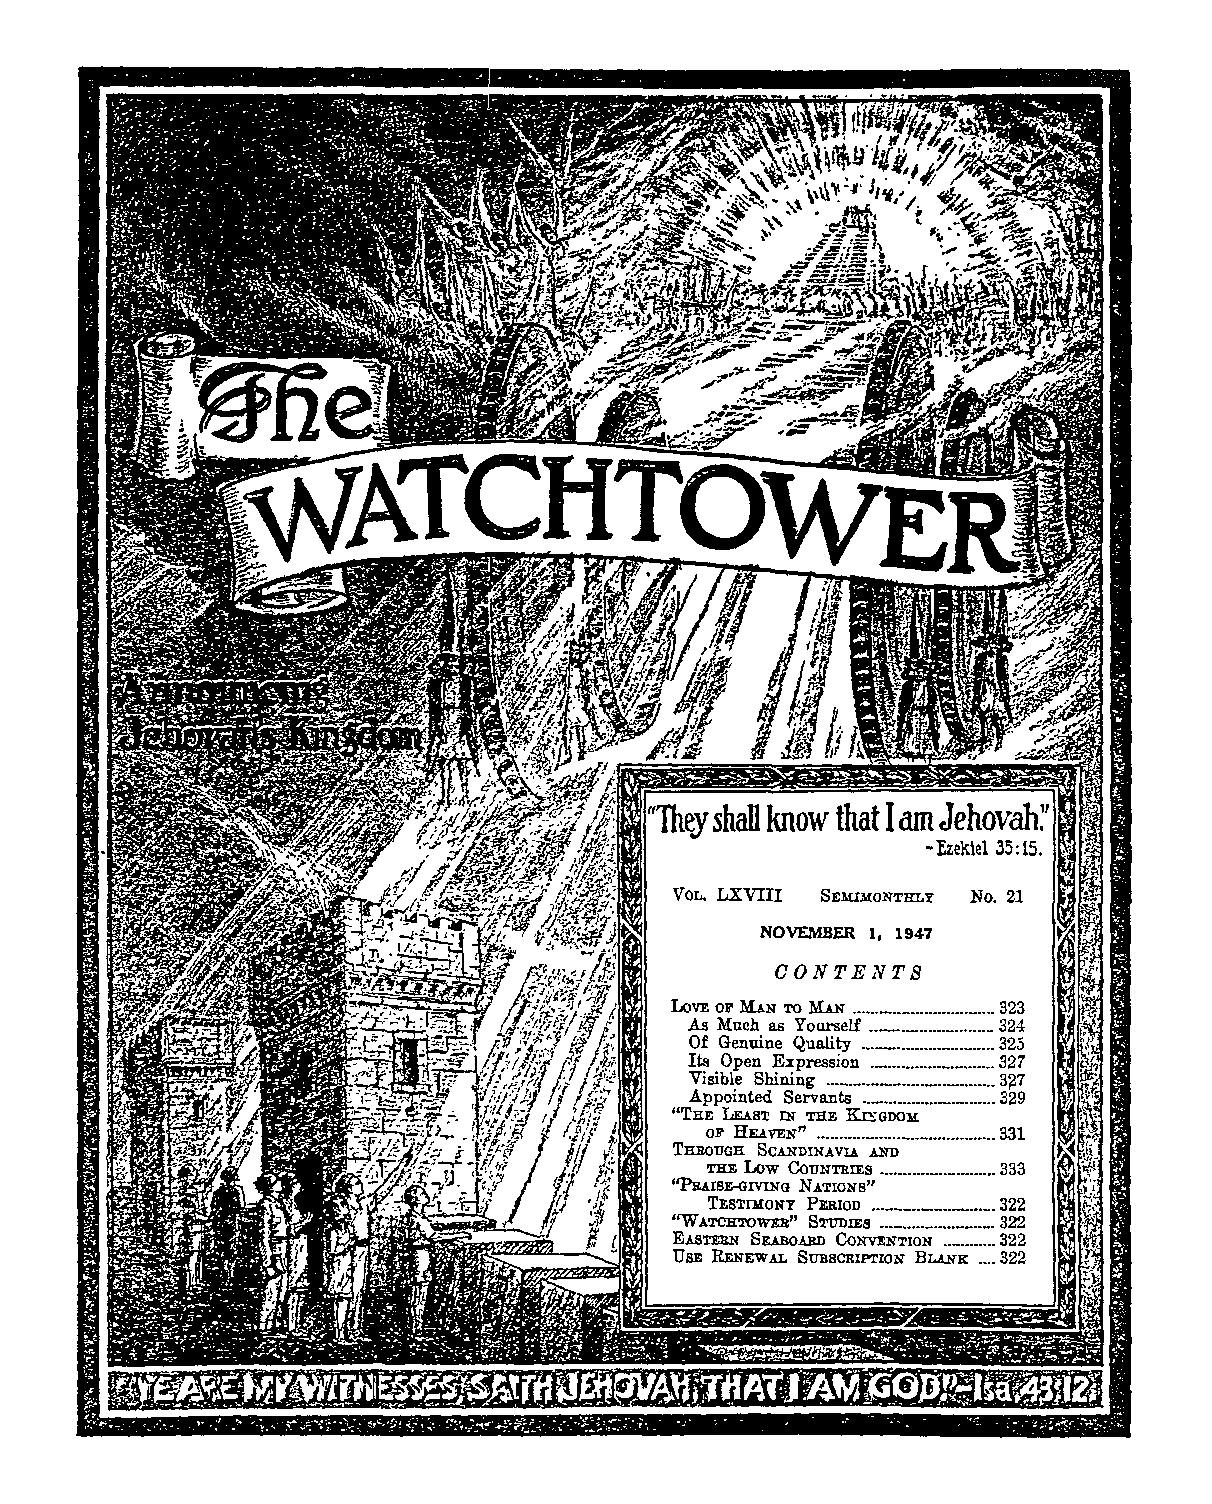 The
WATCHTOWER
Announcing
Jehovah's Kingdom
"They shall know that I am Jehovah."
-Ezekiel 35:15.
VOL. LXVIII SEMIMONTHLY No. 21
NOVEMBER 1, 1947
CONTENTS
LOVE OF MAN TO MAN ............ 323
As Much as Yourself ............ 324
Of Genuine Quality ............ 325
Its Open Expression ............ 327
Visible Shining ............ 327
Appointed Servants ............ 329
"THE LEAST IN THE KINGDOM
OF HEAVEN" ............ 331
THROUGH SCANDINAVIA AND
THE LOW COUNTRIES ............ 333
"PRAISE-GIVING NATIONS"
TESTIMONY PERIOD ............ 322
"WATCHTOWER" STUDIES ............ 322
EASTERN SEABOARD CONVENTION ............ 322
USE RENEWAL SUBSCRIPTION BLANK .... 322
"YE ARE MY WITNESSES, SAITH JEHOVAH, THAT I AM GOD."-Isa. 43:12